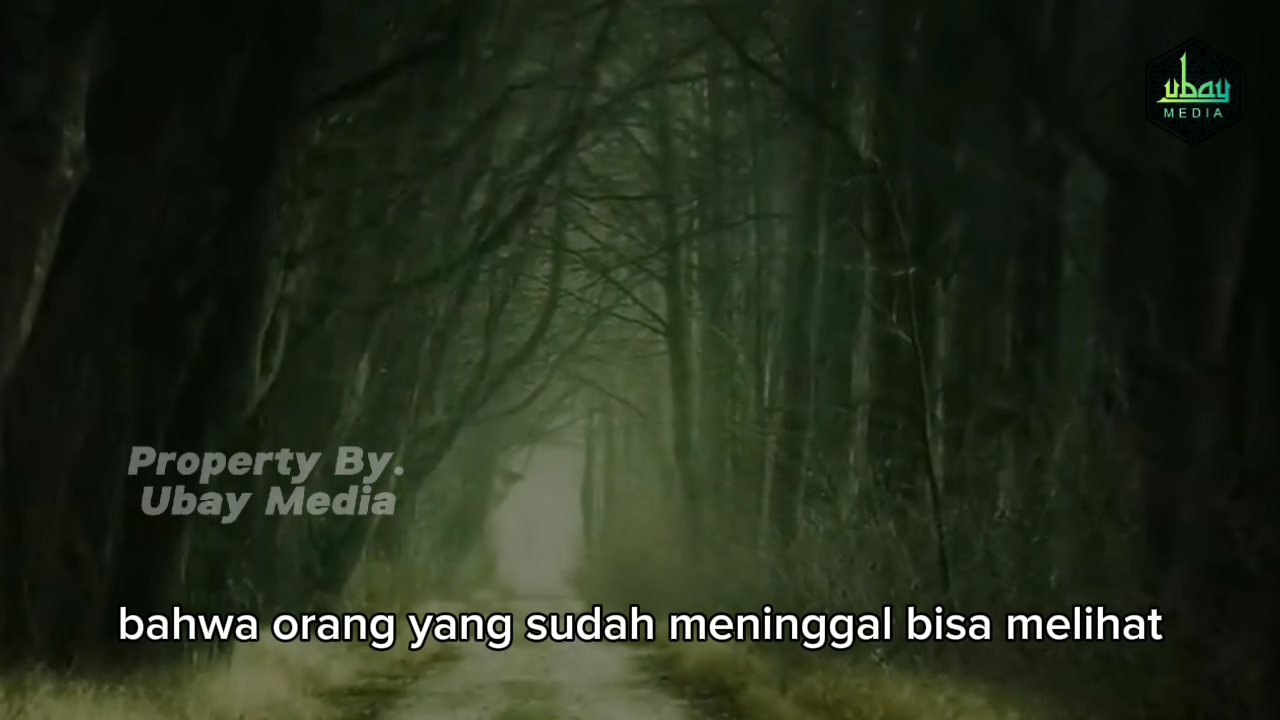 ubay
MEDIA
Property By.
Ubay Media
bahwa orang yang sudah meninggal bisa melihat